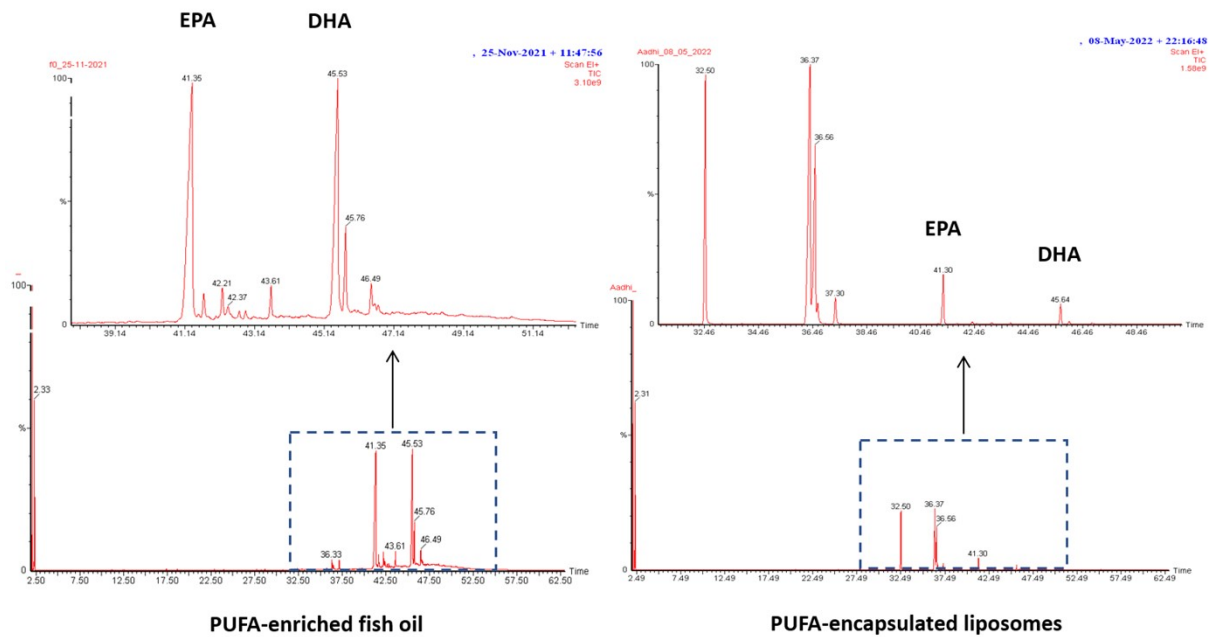 EPA
DHA
, 25-Nov-2021 + 11:47:56
f0_25-11-2021
Scan EI+
TIC
3.10e9
100
41.35
45.53
%
45.76
42.21
42.37
43.61
46.49
0
39.14 41.14 43.14 45.14 47.14 49.14 51.14 Time
100
2.33
%
41.35
45.53
45.76
36.33
43.61
46.49
0
2.50 7.50 12.50 17.50 22.50 27.50 32.50 37.50 42.50 47.50 52.50 57.50 62.50 Time
PUFA-enriched fish oil
, 08-May-2022 + 22:16:48
Aadhi_08_05_2022
Scan EI+
TIC
1.58e9
100
32.50
36.37
36.56
%
EPA
DHA
37.30
41.30
45.64
0
32.46 34.46 36.46 38.46 40.46 42.46 44.46 46.46 48.46 Time
Aadhi_
100
2.31
%
32.50
36.37
36.56
41.30
0
2.49 7.49 12.49 17.49 22.49 27.49 32.49 37.49 42.49 47.49 52.49 57.49 62.49 Time
PUFA-encapsulated liposomes